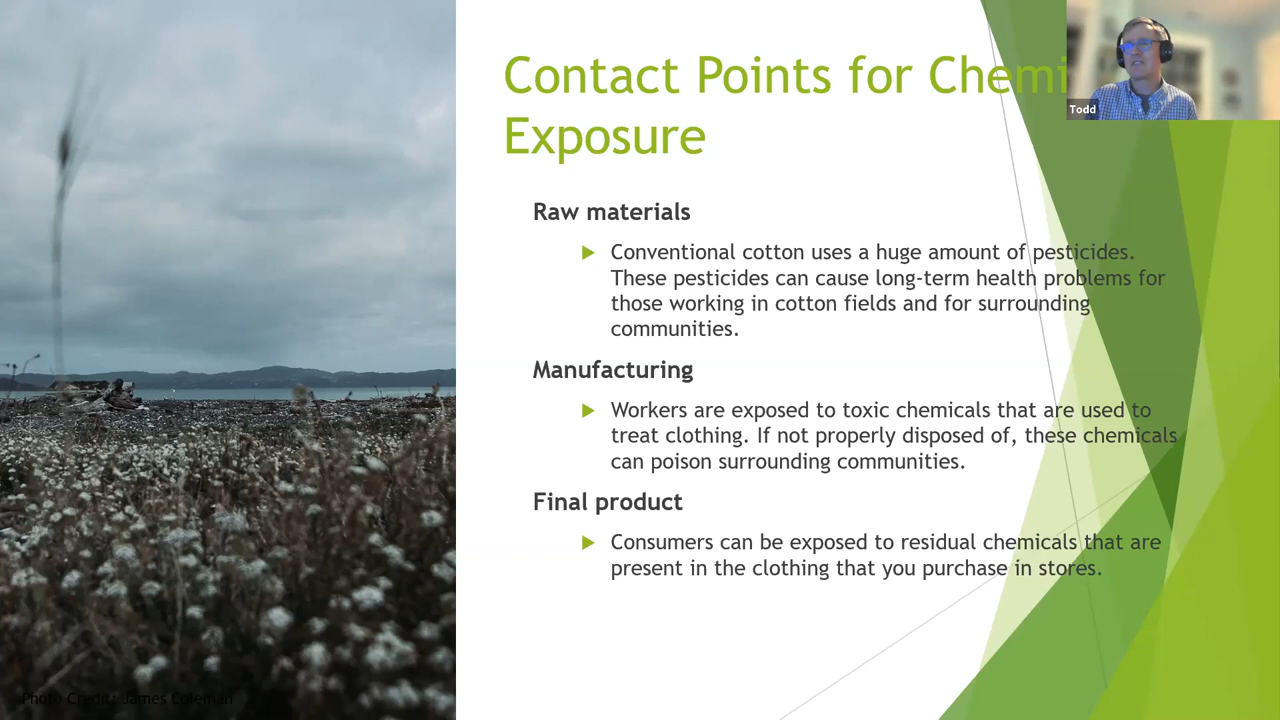 Contact Points for Chemi
Exposure
Todd
Raw materials
Conventional cotton uses a huge amount of pesticides.
These pesticides can cause long-term health problems for
those working in cotton fields and for surrounding
communities.
Manufacturing
Workers are exposed to toxic chemicals that are used to
treat clothing. If not properly disposed of, these chemicals
can poison surrounding communities.
Final product
Consumers can be exposed to residual chemicals that are
present in the clothing that you purchase in stores.
Photo Credit: James Coleman